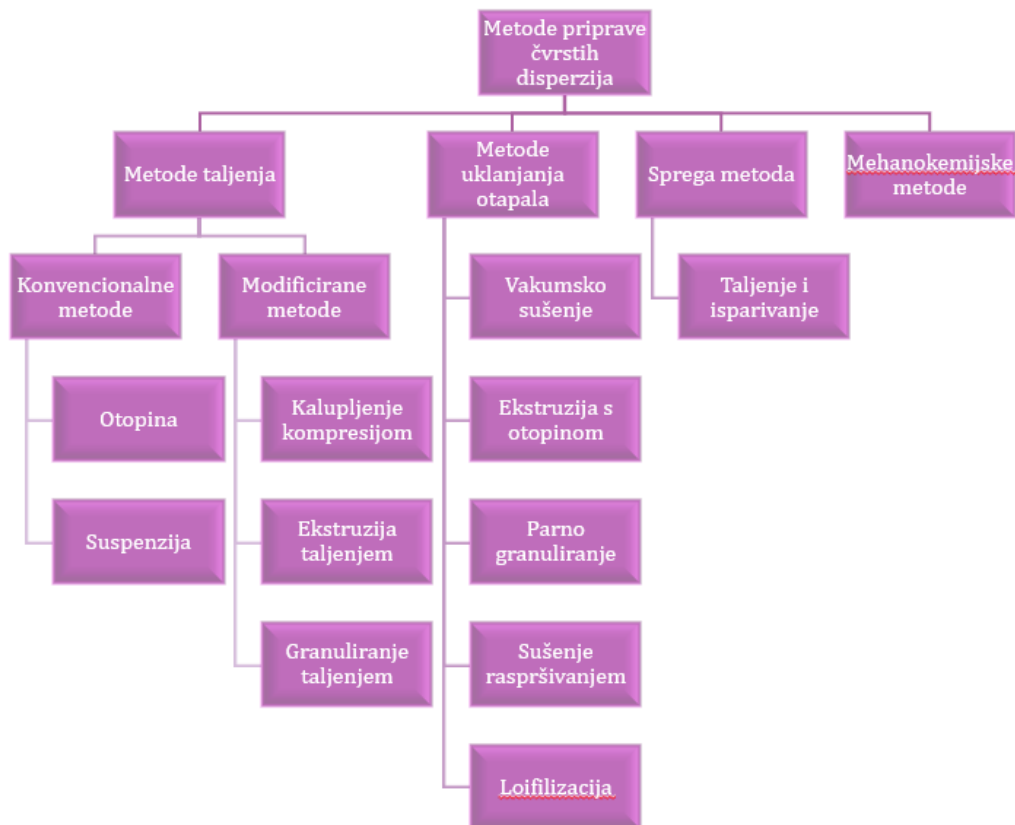 Metode priprave
čvrstih
disperzija
Metode taljenja
Metode
uklanjanja
otapala
Sprega metoda
Mehanokemijske
metode
Konvencionalne
metode
Modificirane
metode
Vakumsko
sušenje
Taljenje i
isparivanje
Otopina
Kalupljenje
kompresijom
Ekstruzija s
otopinom
Suspenzija
Ekstruzija
taljenjem
Parno
granuliranje
Granuliranje
taljenjem
Sušenje
raspršivanjem
Loifilizacija